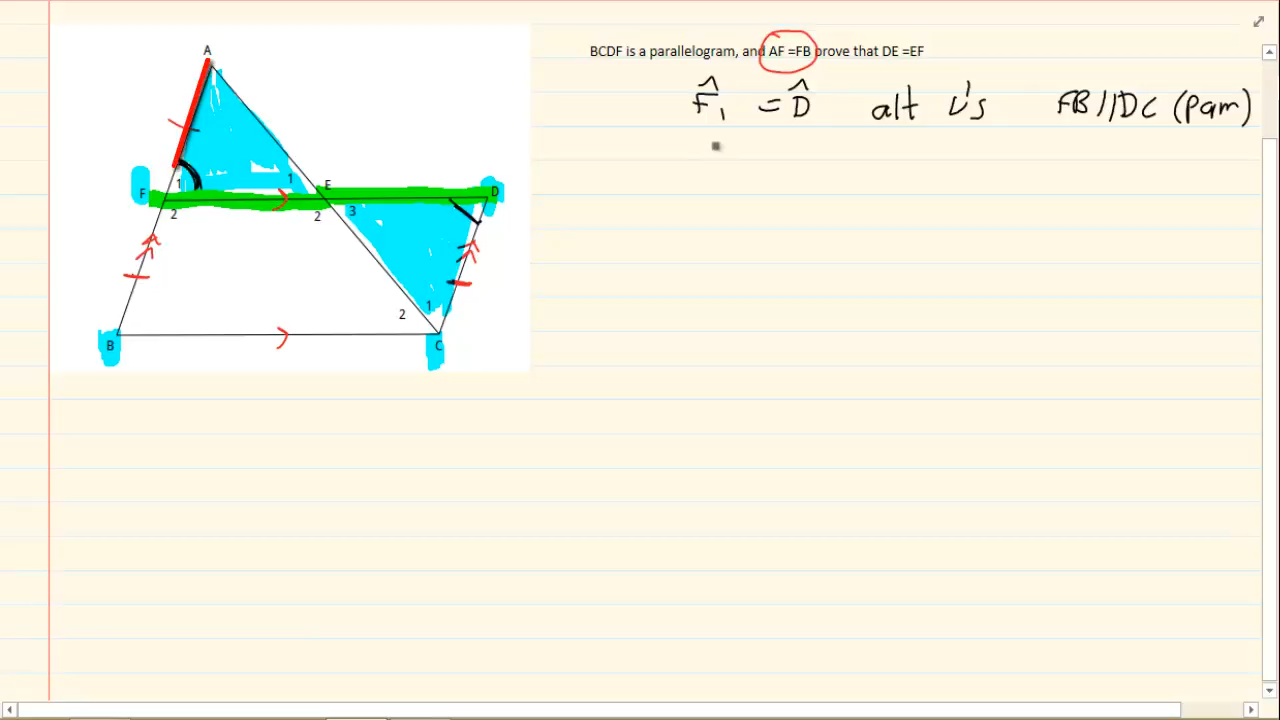 BCDF is a parallelogram, and AF =FB prove that DE =EF
F̂₁ = D̂ alt ∠'s FB//DC (pam)
A
F
1
1
E
D
2
2
3
2
1
B
C